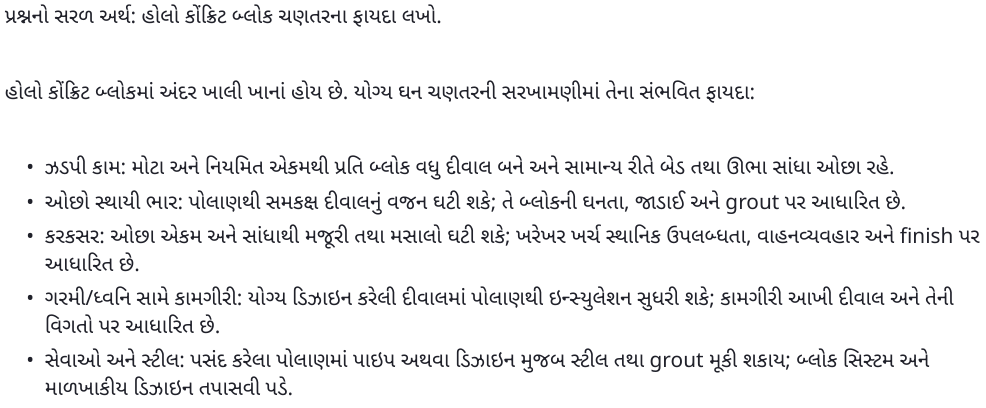 પ્રશ્નનો સરળ અર્થ: હોલો કોંક્રિટ બ્લોક ચણતરના ફાયદા લખો.
હોલો કોંક્રિટ બ્લોકમાં અંદર ખાલી ખાનાં હોય છે. યોગ્ય ઘન ચણતરની સરખામણીમાં તેના સંભવિત ફાયદા:
• ઝડપી કામ: મોટા અને નિયમિત એકમથી પ્રતિ બ્લોક વધુ દીવાલ બને અને સામાન્ય રીતે બેડ તથા ઊભા સાંધા ઓછા રહે.
• ઓછો સ્થાયી ભાર: પોલાણથી સમકક્ષ દીવાલનું વજન ઘટી શકે; તે બ્લોકની ઘનતા, જાડાઈ અને grout પર આધારિત છે.
• કરકસર: ઓછા એકમ અને સાંધાથી મજૂરી તથા મસાલો ઘટી શકે; ખરેખર ખર્ચ સ્થાનિક ઉપલબ્ધતા, વાહનવ્યવહાર અને finish પર
આધારિત છે.
• ગરમી/ધ્વનિ સામે કામગીરી: યોગ્ય ડિઝાઇન કરેલી દીવાલમાં પોલાણથી ઇન્સ્યુલેશન સુધરી શકે; કામગીરી આખી દીવાલ અને તેની
વિગતો પર આધારિત છે.
• સેવાઓ અને સ્ટીલ: પસંદ કરેલા પોલાણમાં પાઇપ અથવા ડિઝાઇન મુજબ સ્ટીલ તથા grout મૂકી શકાય; બ્લોક સિસ્ટમ અને
માળખાકીય ડિઝાઇન તપાસવી પડે.